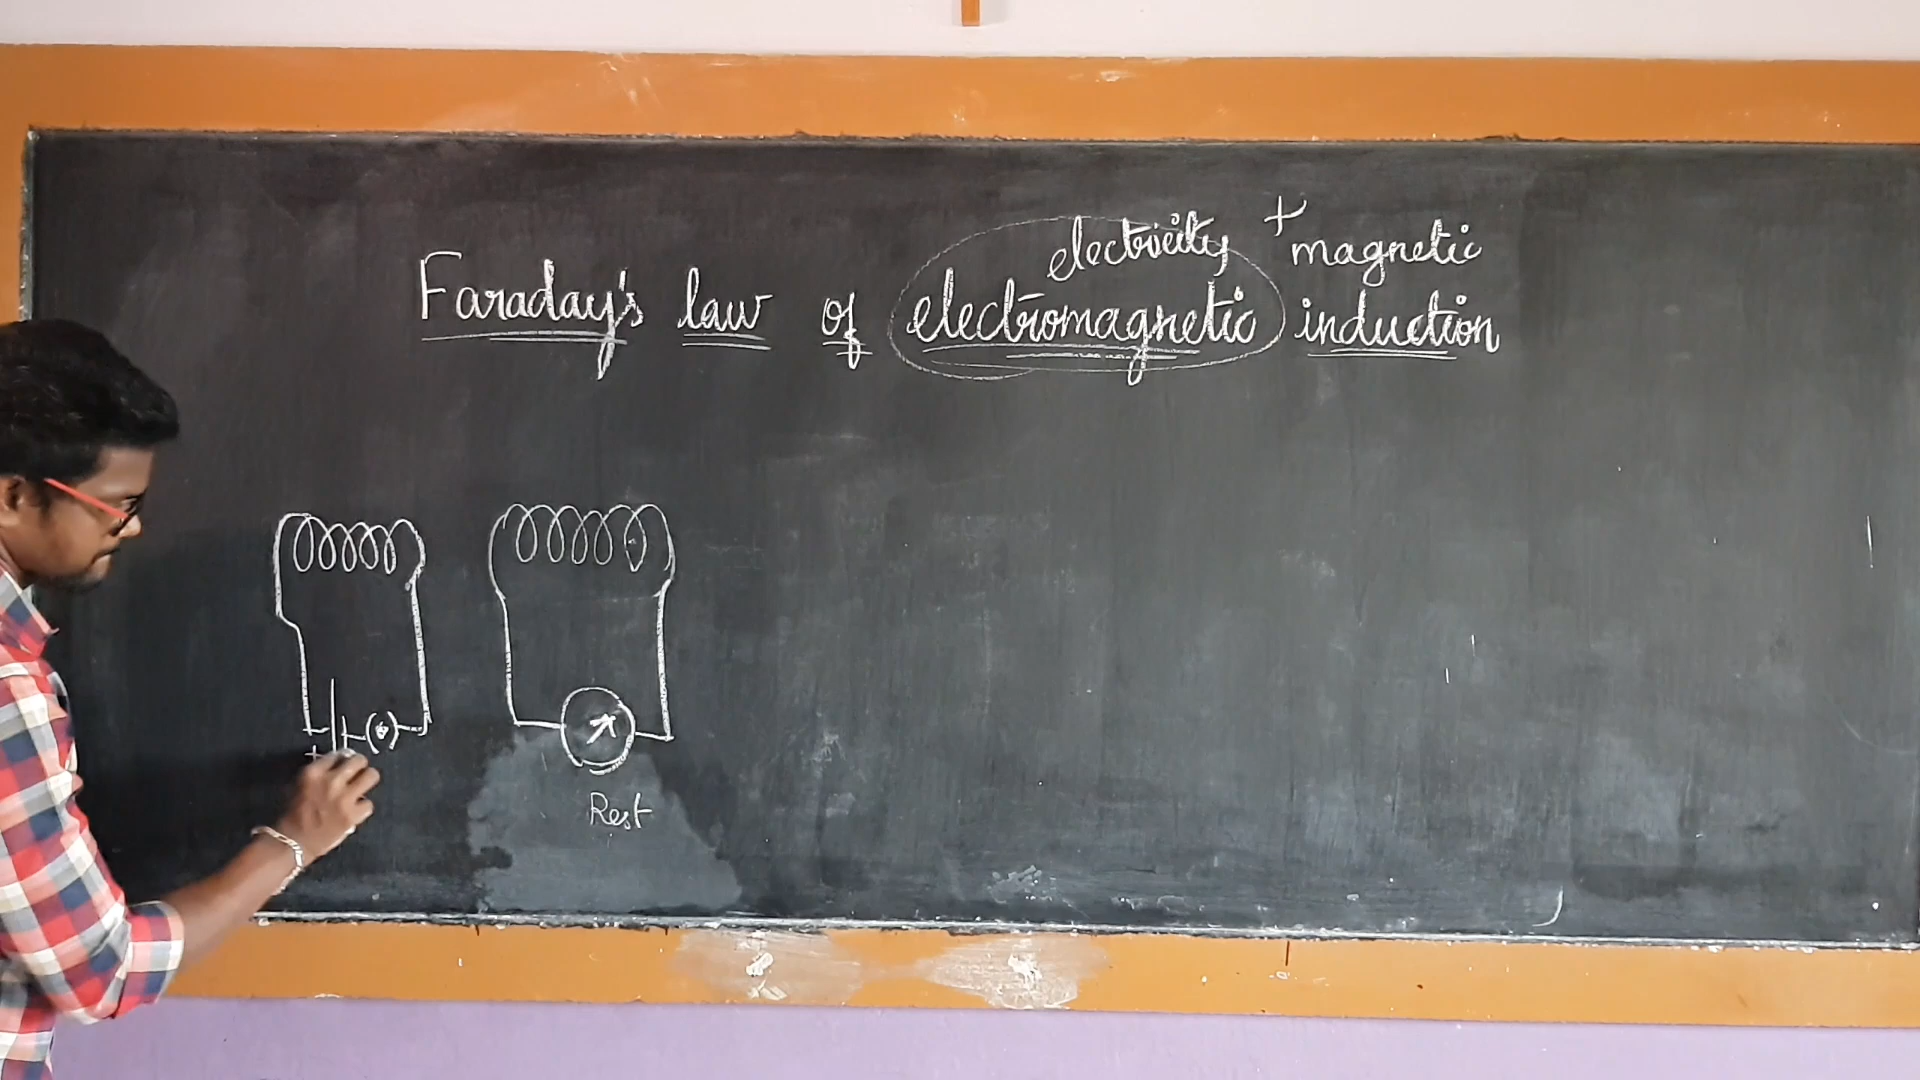 electricity + magnetic
Faraday's law of electromagnetic induction
+
Rest